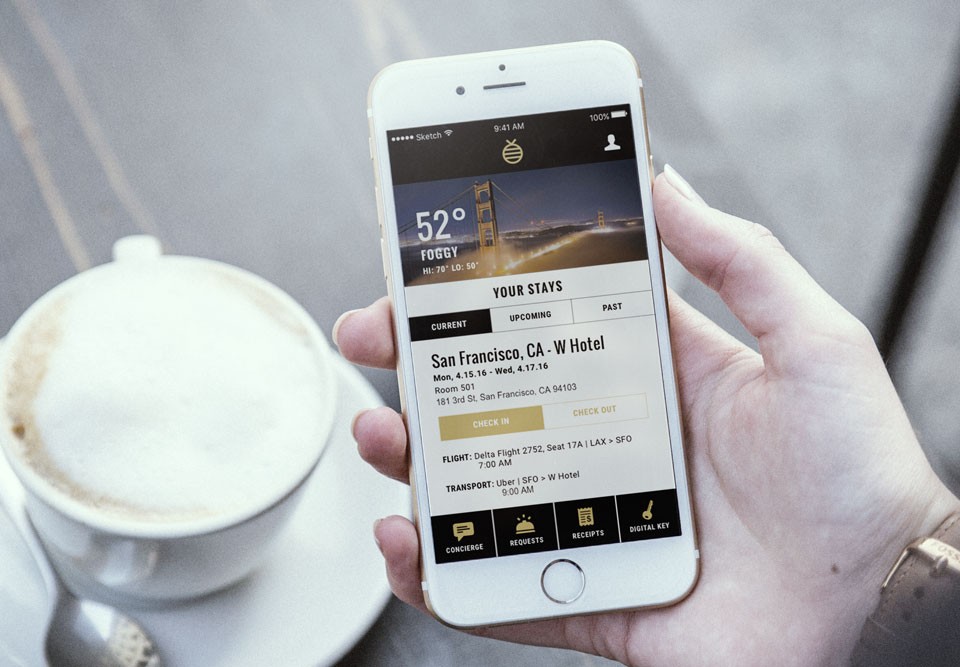 Sketch 9:41 AM 100%
52°
FOGGY
HI: 70° LO: 50°
YOUR STAYS
CURRENT UPCOMING PAST
San Francisco, CA - W Hotel
Mon, 4.15.16 - Wed, 4.17.16
Room 501
181 3rd St, San Francisco, CA 94103
CHECK IN CHECK OUT
FLIGHT: Delta Flight 2752, Seat 17A | LAX > SFO
7:00 AM
TRANSPORT: Uber | SFO > W Hotel
9:00 AM
CONCIERGE REQUESTS RECEIPTS DIGITAL KEY